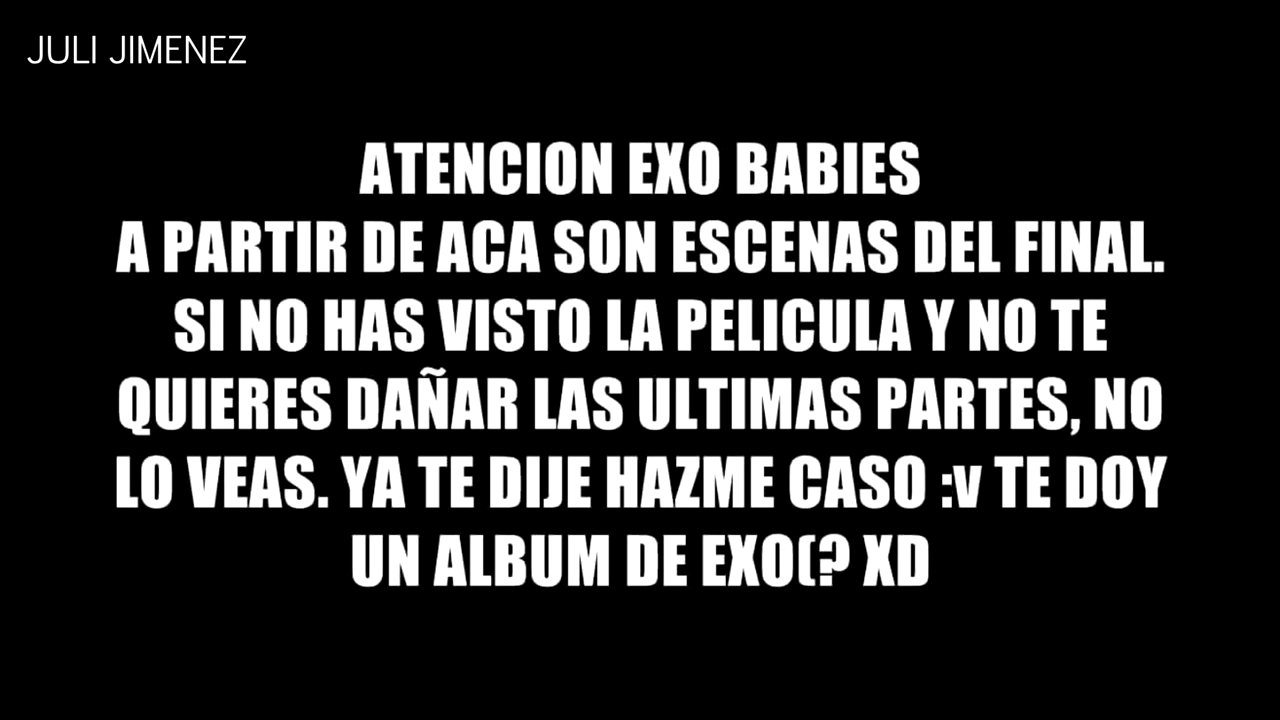 JULI JIMENEZ
ATENCION EXO BABIES
A PARTIR DE ACA SON ESCENAS DEL FINAL.
SI NO HAS VISTO LA PELICULA Y NO TE
QUIERES DAÑAR LAS ULTIMAS PARTES, NO
LO VEAS. YA TE DIJE HAZME CASO :v TE DOY
UN ALBUM DE EXO(? XD